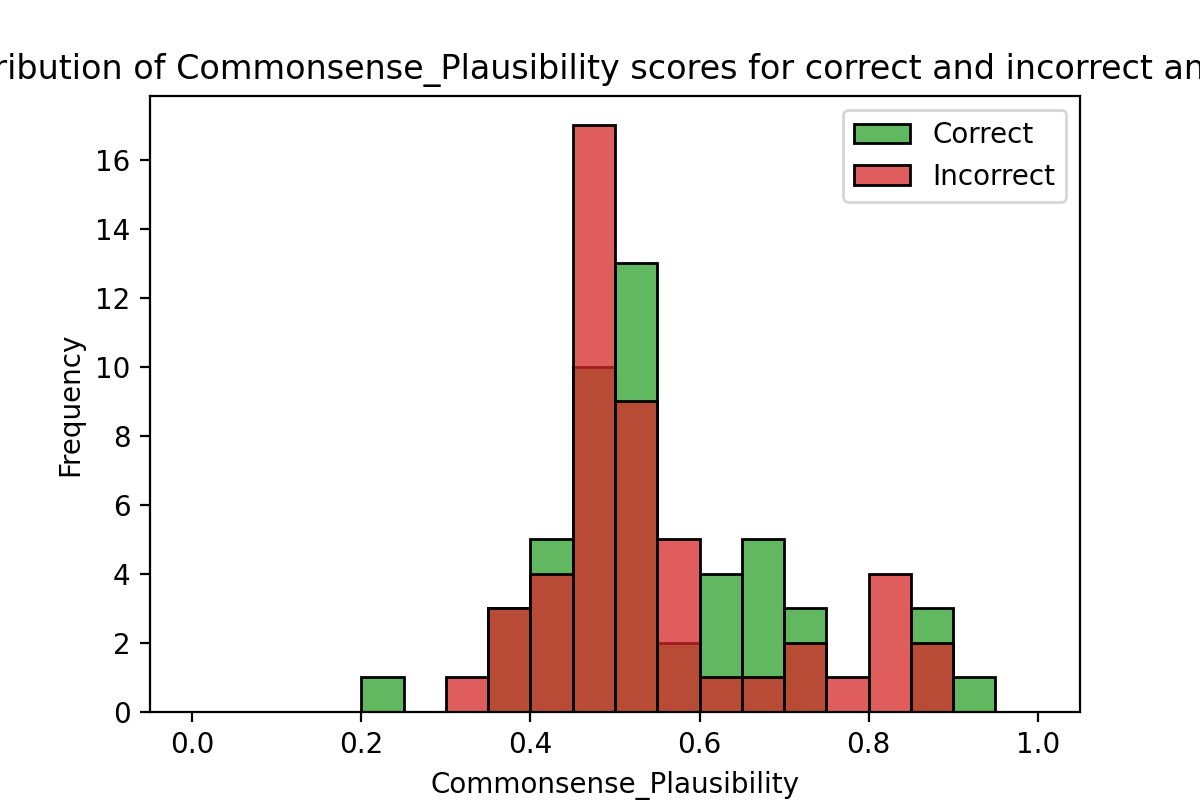 ribution of Commonsense_Plausibility scores for correct and incorrect an
Correct
Incorrect
16
14
12
10
8
6
4
2
0
Frequency
0.0 0.2 0.4 0.6 0.8 1.0
Commonsense_Plausibility